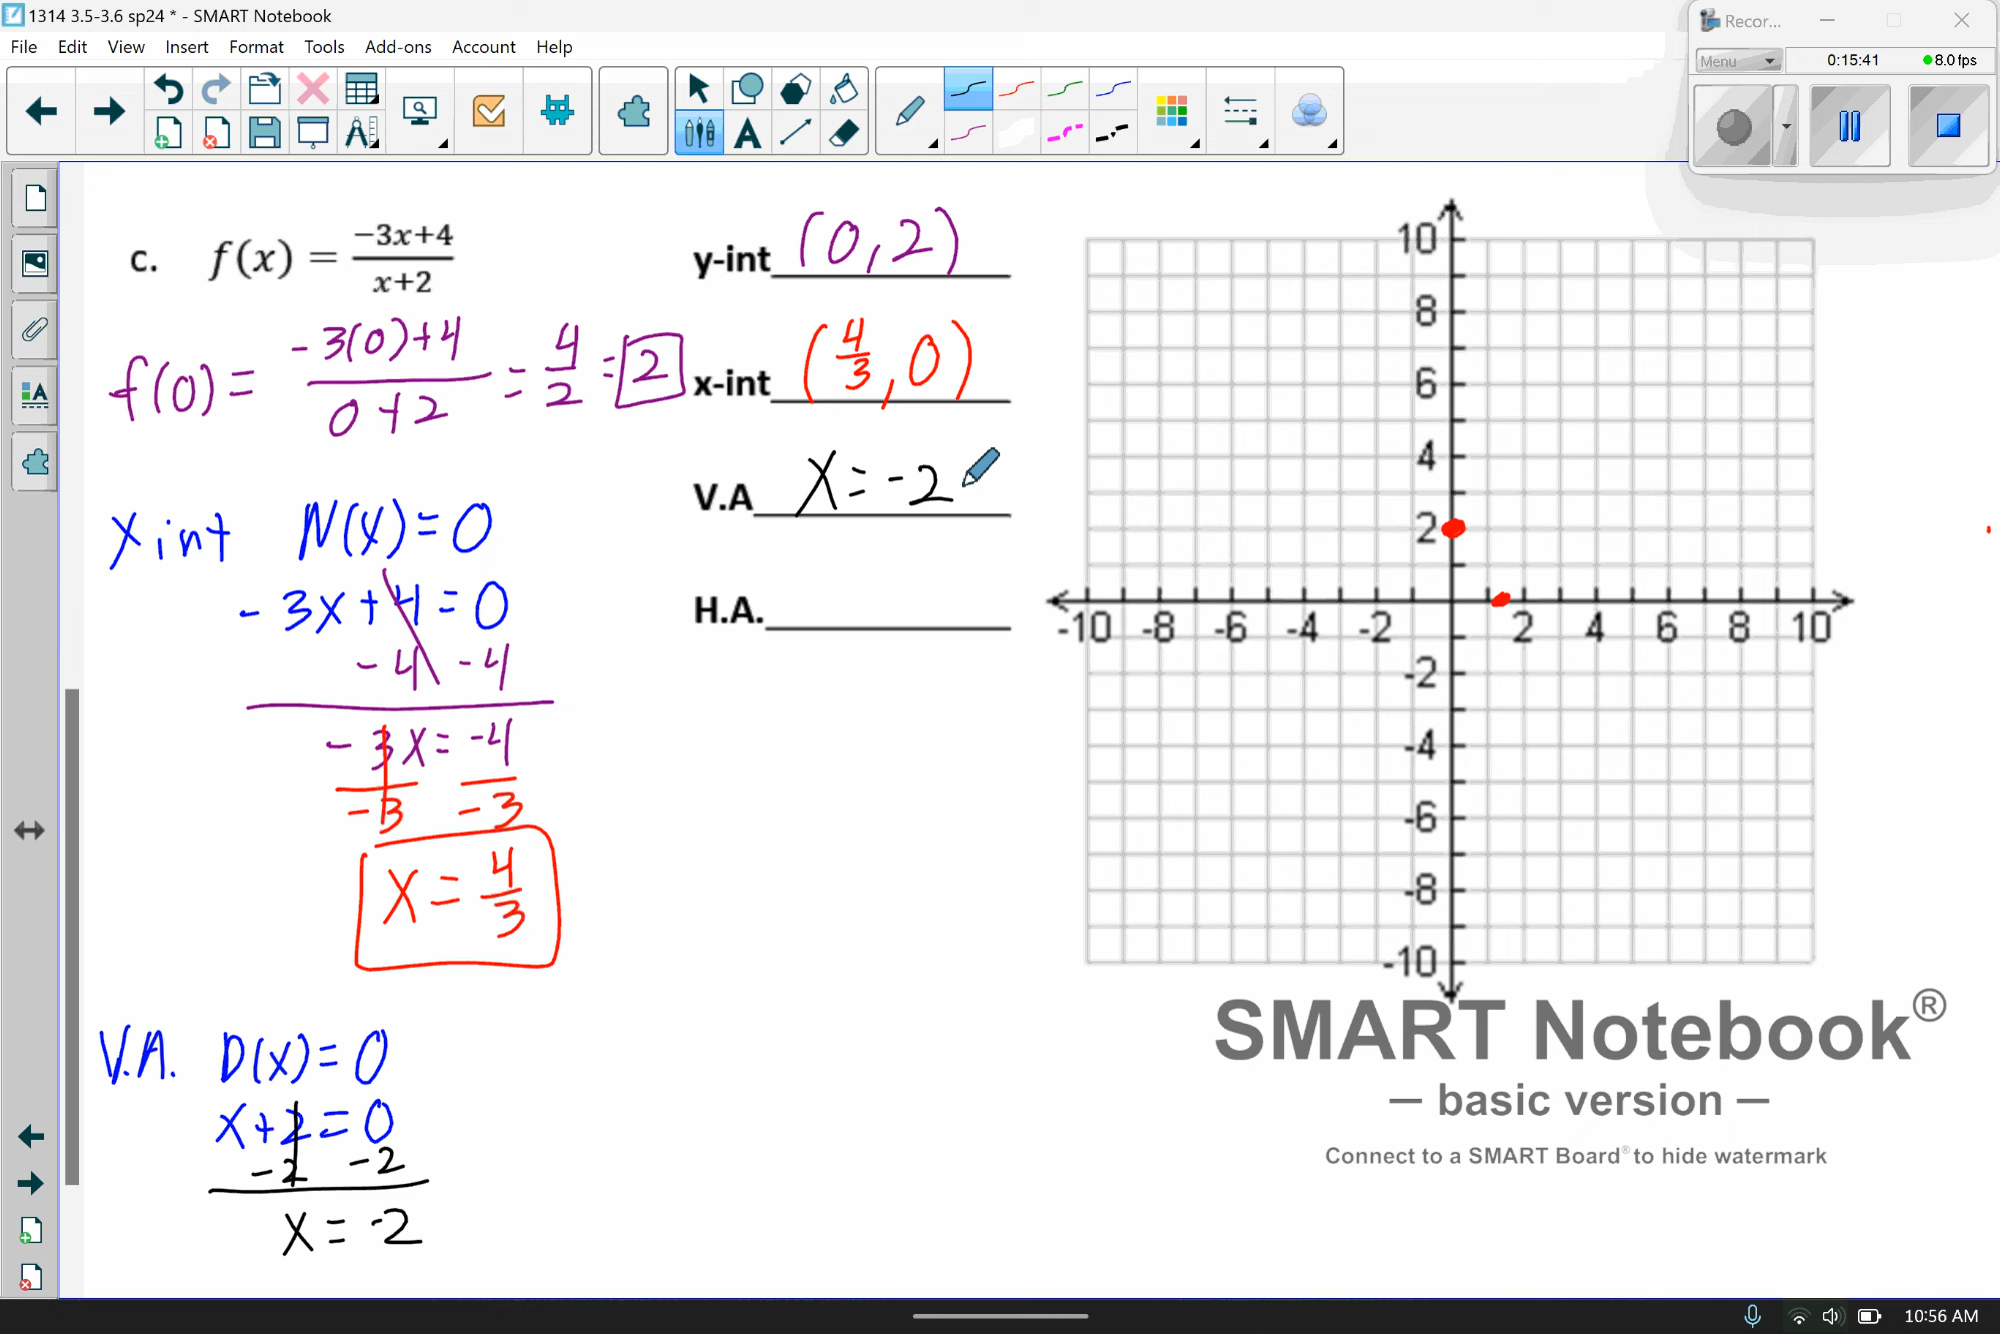 1314 3.5-3.6 sp24 * - SMART Notebook
File Edit View Insert Format Tools Add-ons Account Help
Recor...
Menu 0:15:41 8.0 fps
c. f(x) = (-3x+4)/(x+2)
f(0) = (-3(0)+4)/(0+2) = 4/2 = 2
X int N(x)=0
-3x+4=0
-4 -4
-3x=-4
-3 -3
x = 4/3
V.A. D(x)=0
x+2=0
-2 -2
x = -2
y-int (0,2)
x-int (4/3,0)
V.A x=-2
H.A.
10
8
6
4
2
-10 -8 -6 -4 -2 2 4 6 8 10
-2
-4
-6
-8
-10
SMART Notebook®
— basic version —
Connect to a SMART Board® to hide watermark
10:56 AM